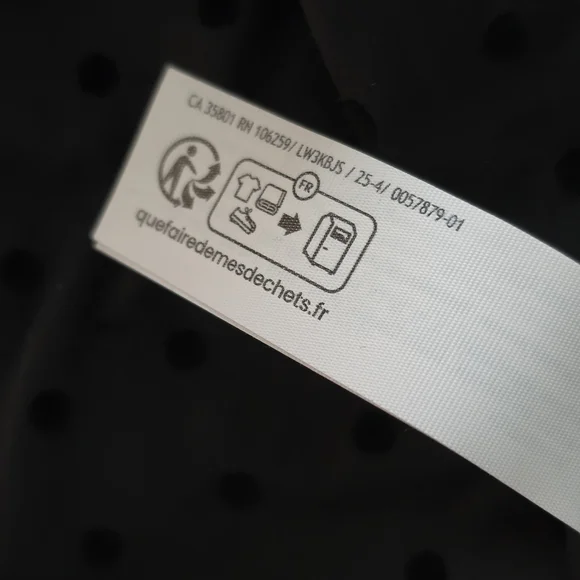 CA 35801 RN 106259/ LW3KBJS / 25-4/ 0057879-01
FR
quefairedemesdechets.fr